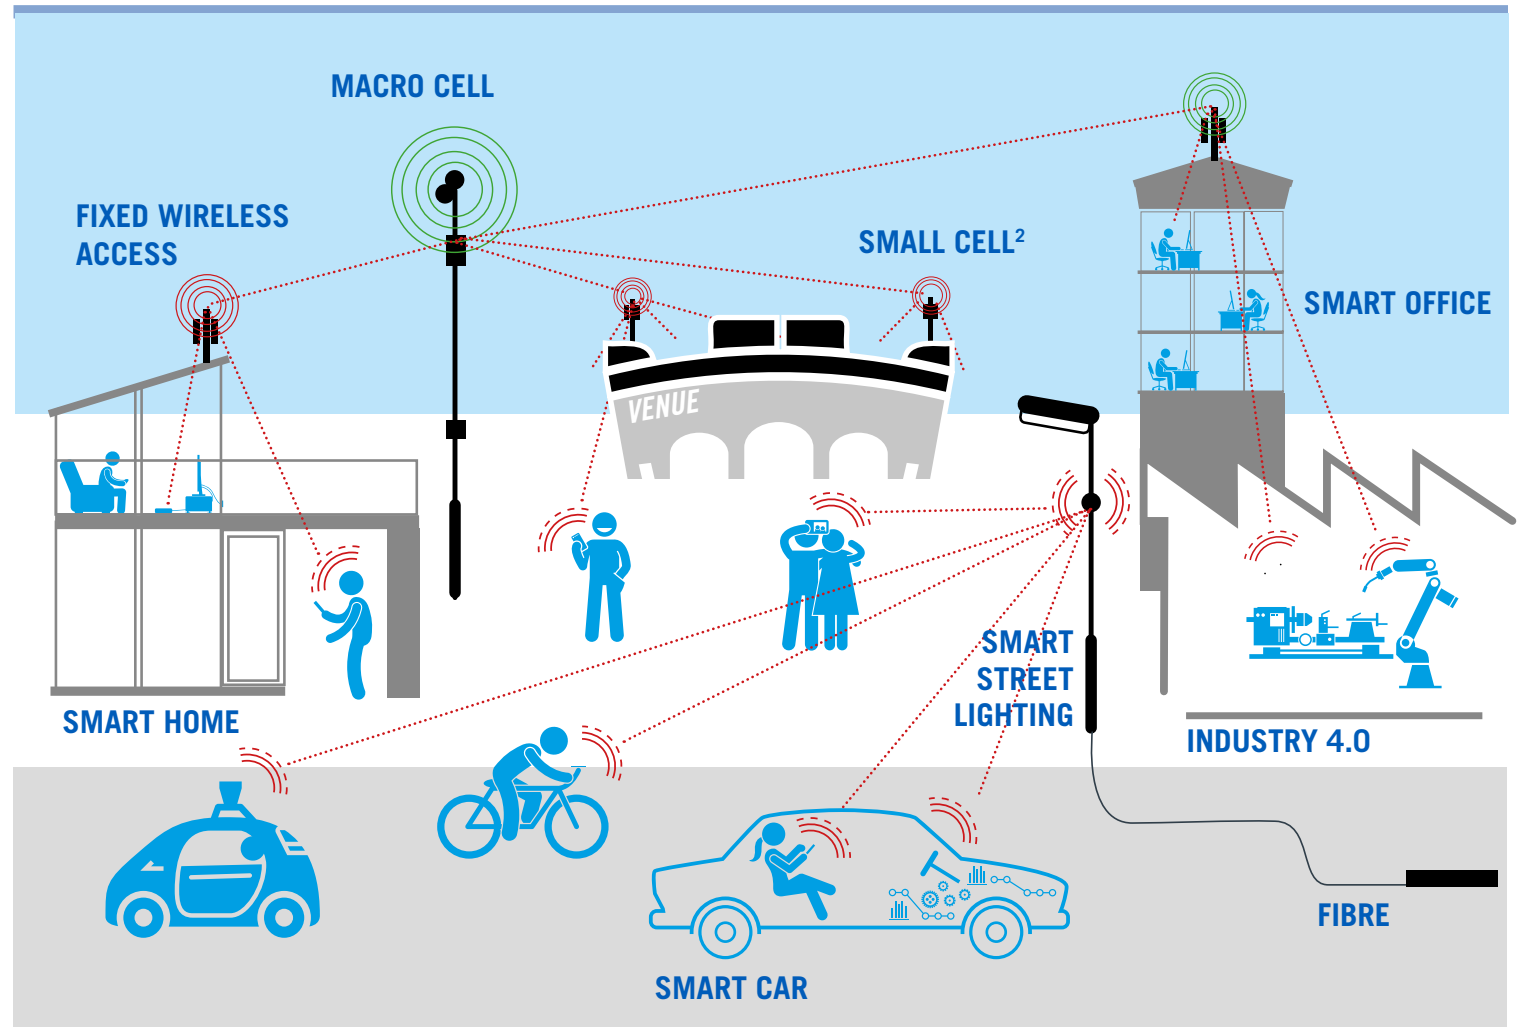 MACRO CELL
FIXED WIRELESS
ACCESS
SMALL CELL²
SMART OFFICE
VENUE
SMART
STREET
LIGHTING
SMART HOME
INDUSTRY 4.0
FIBRE
SMART CAR